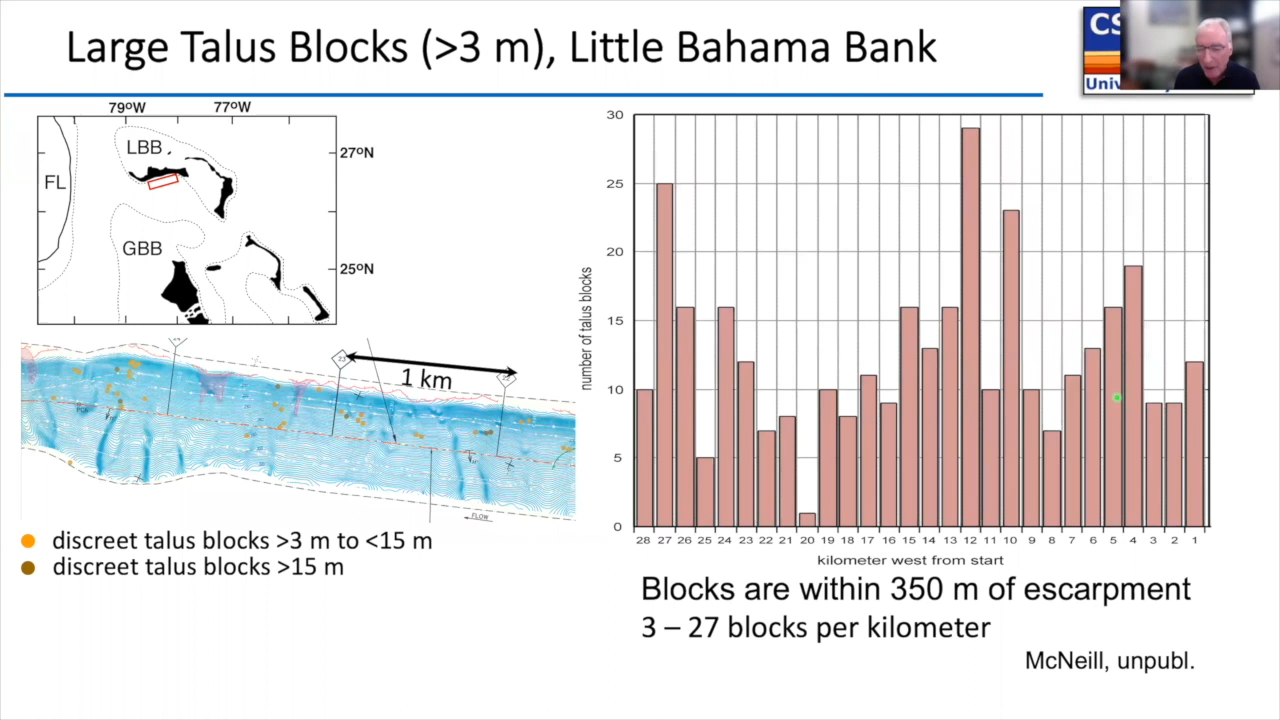 Large Talus Blocks (>3 m), Little Bahama Bank
CS
Univ
79ºW 77ºW
LBB
27ºN
FL
GBB
25ºN
23
1 km
FLOW
discreet talus blocks >3 m to <15 m
discreet talus blocks >15 m
30
25
20
15
10
5
0
number of talus blocks
28 27 26 25 24 23 22 21 20 19 18 17 16 15 14 13 12 11 10 9 8 7 6 5 4 3 2 1
kilometer west from start
Blocks are within 350 m of escarpment
3 – 27 blocks per kilometer
McNeill, unpubl.